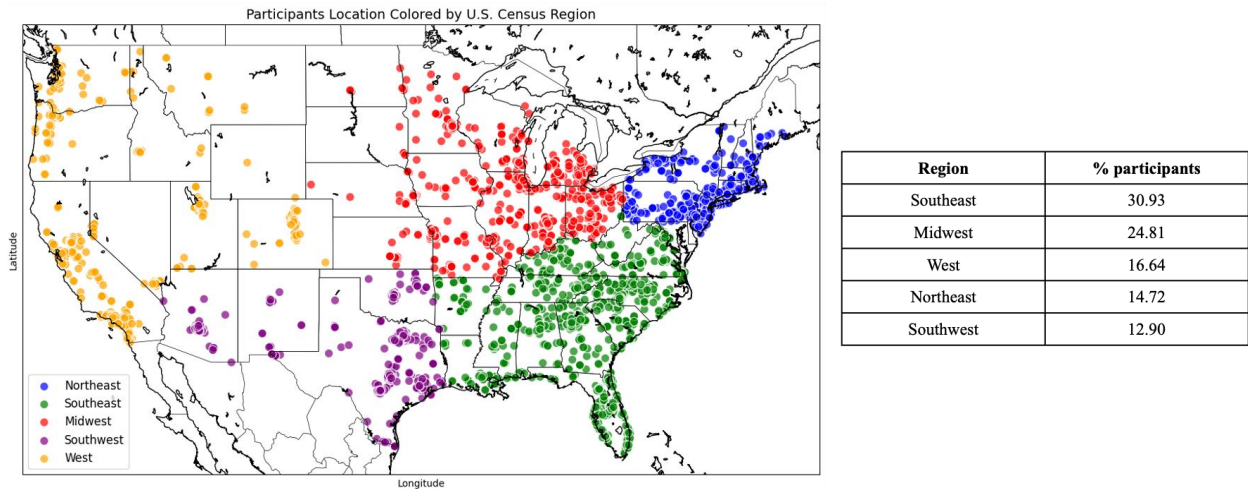 Participants Location Colored by U.S. Census Region
Latitude
Longitude
Northeast
Southeast
Midwest
Southwest
West
Region % participants
Southeast 30.93
Midwest 24.81
West 16.64
Northeast 14.72
Southwest 12.90